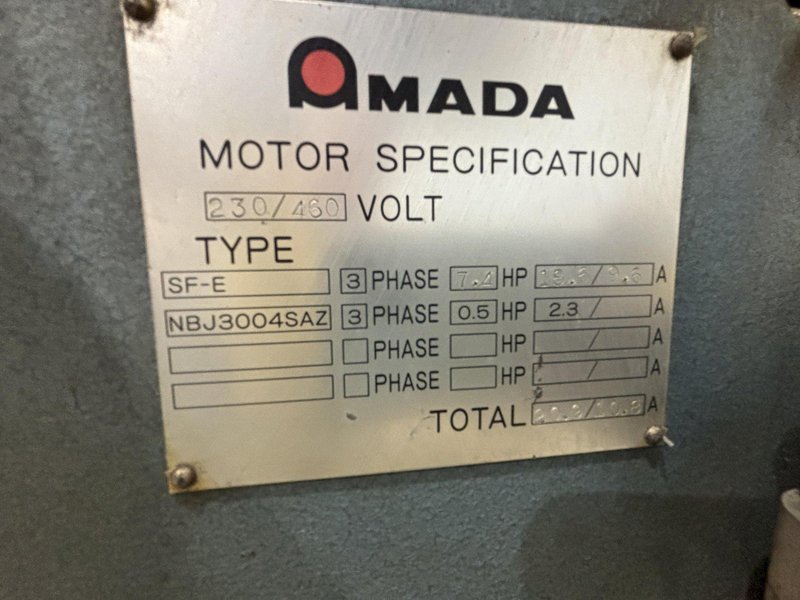 AMADA
MOTOR SPECIFICATION
230/460 VOLT
TYPE
SF-E 3 PHASE 7.4 HP / A
NBJ3004SAZ 3 PHASE 0.5 HP 2.3 / A
PHASE HP / A
PHASE HP / A
TOTAL A